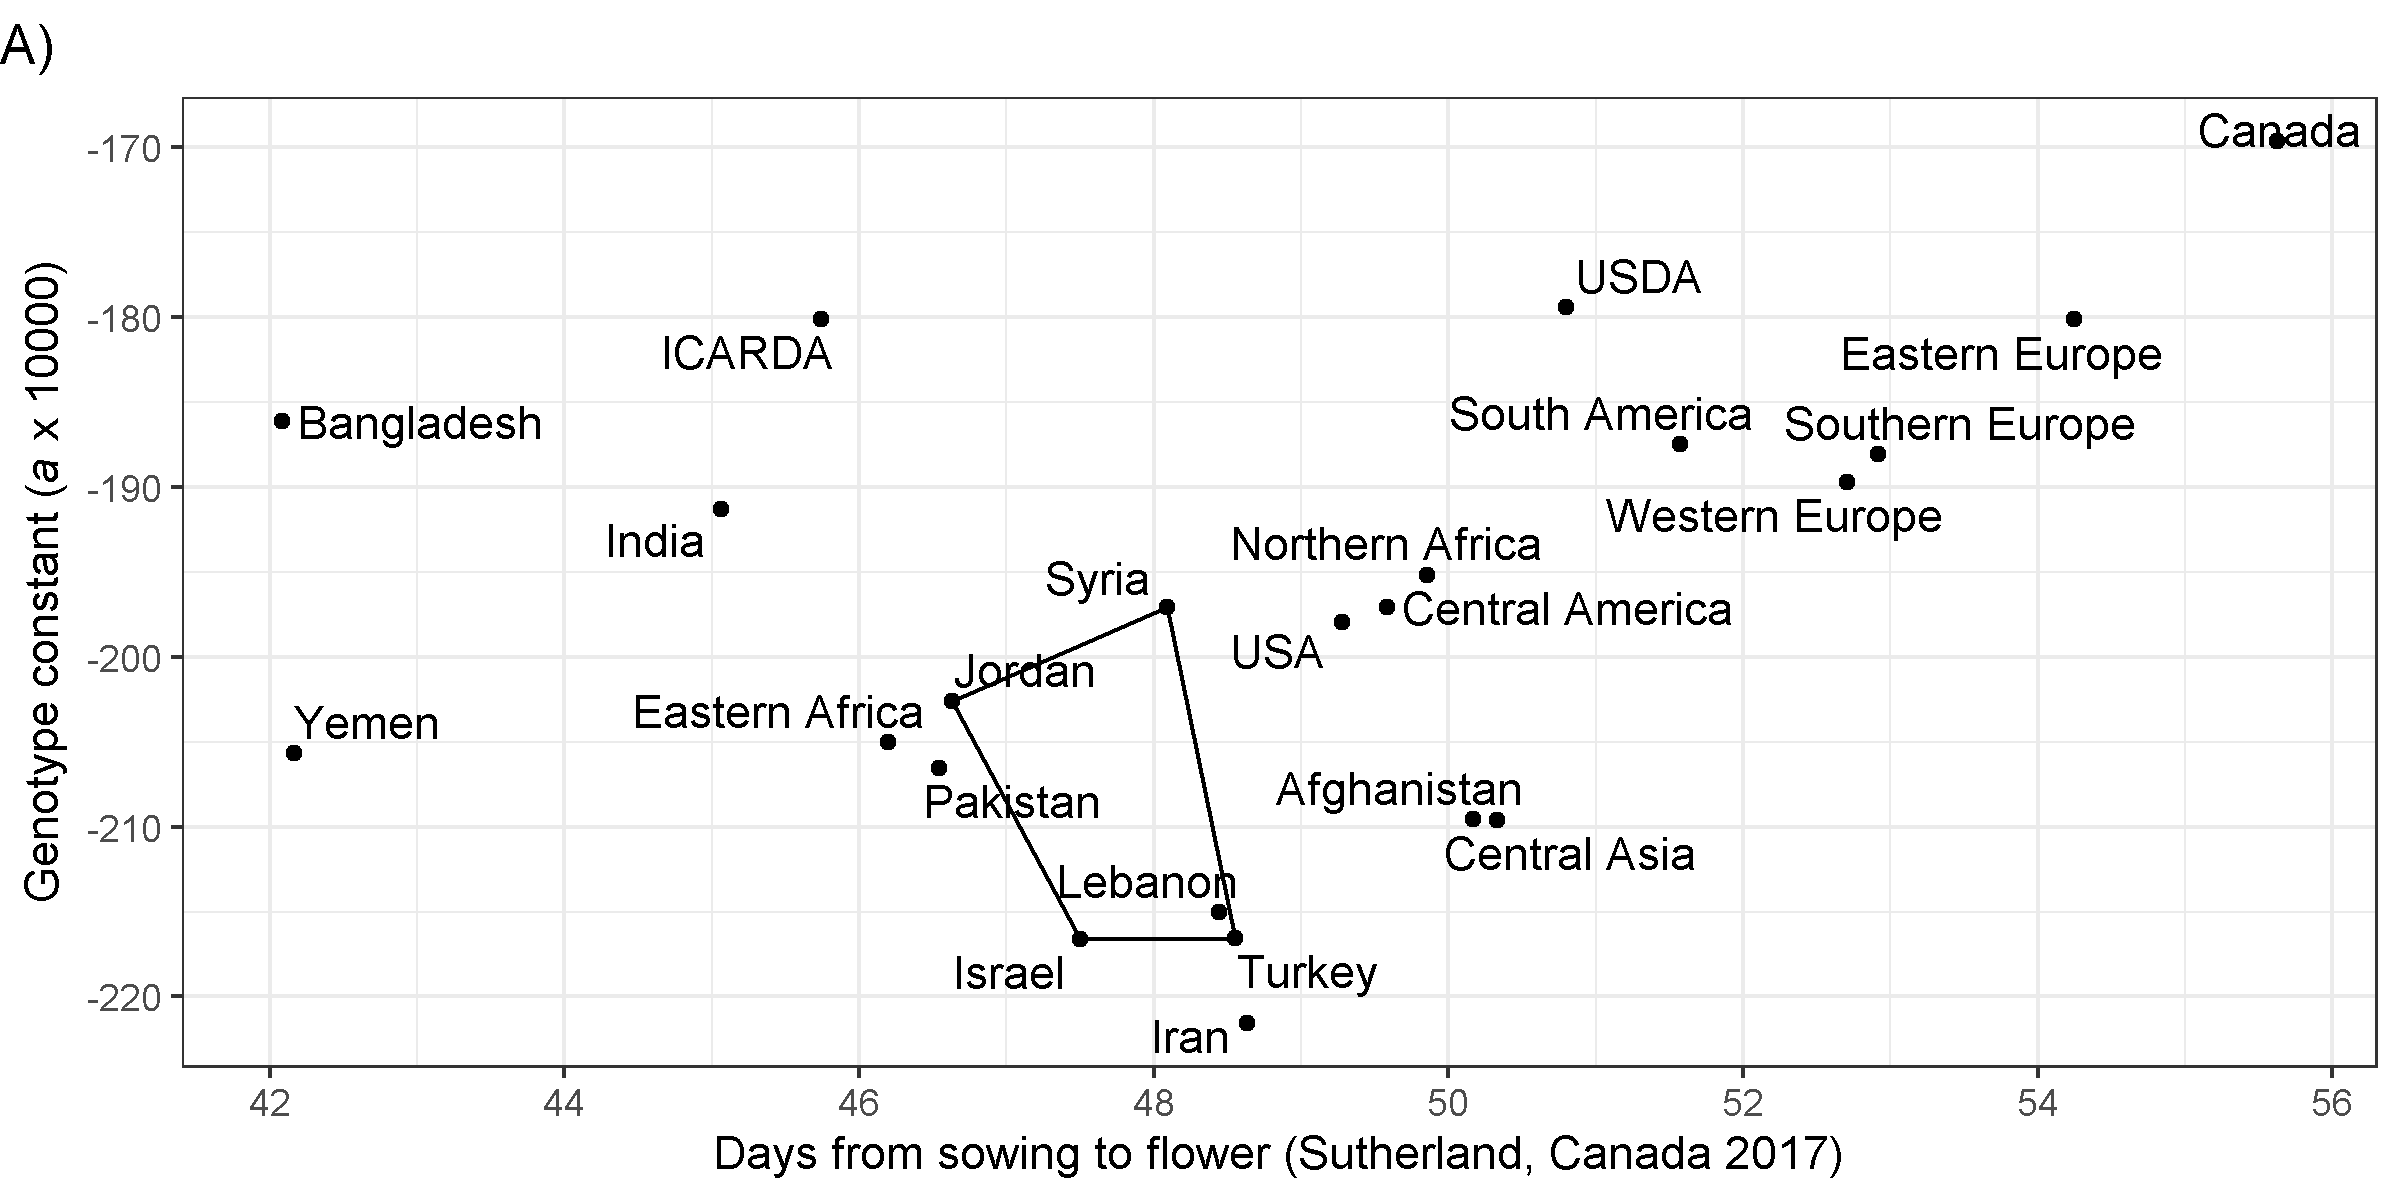 A)
Genotype constant (a x 10000)
-170
-180
-190
-200
-210
-220
Canada
USDA
ICARDA
Eastern Europe
South America
Bangladesh
Southern Europe
Western Europe
India
Northern Africa
Syria
Central America
USA
Jordan
Eastern Africa
Yemen
Afghanistan
Pakistan
Central Asia
Lebanon
Israel
Turkey
Iran
42 44 46 48 50 52 54 56
Days from sowing to flower (Sutherland, Canada 2017)